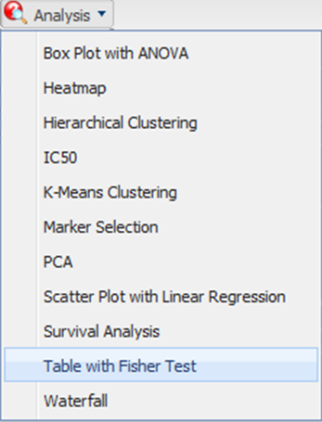 Analysis
Box Plot with ANOVA
Heatmap
Hierarchical Clustering
IC50
K-Means Clustering
Marker Selection
PCA
Scatter Plot with Linear Regression
Survival Analysis
Table with Fisher Test
Waterfall